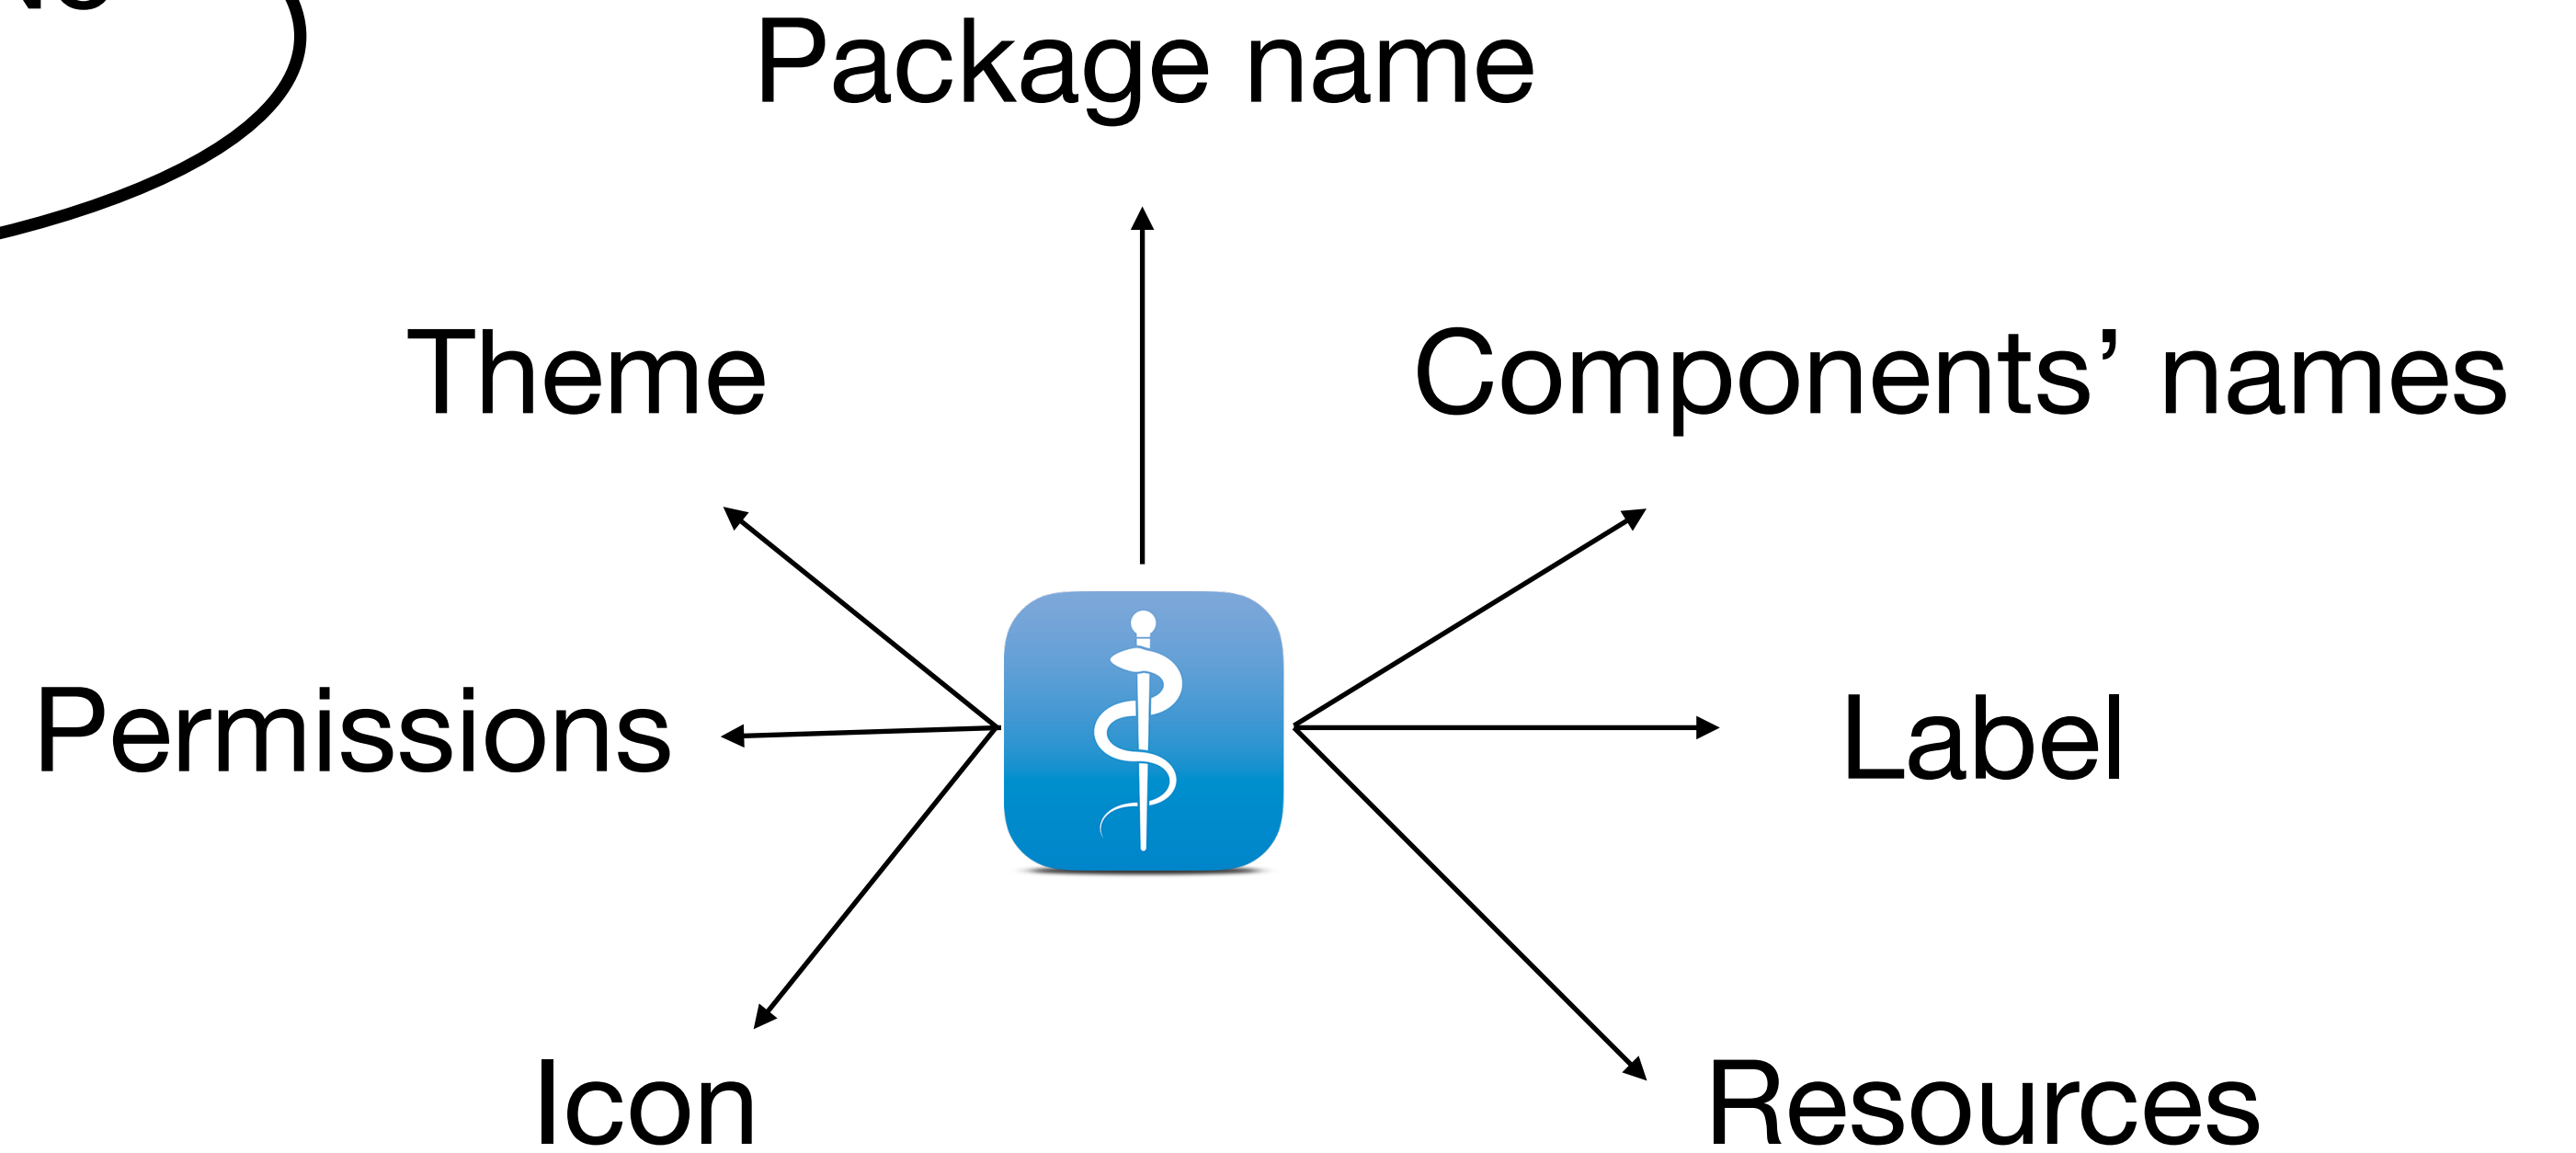 Package name
Theme
Components’ names
Permissions
Label
Icon
Resources